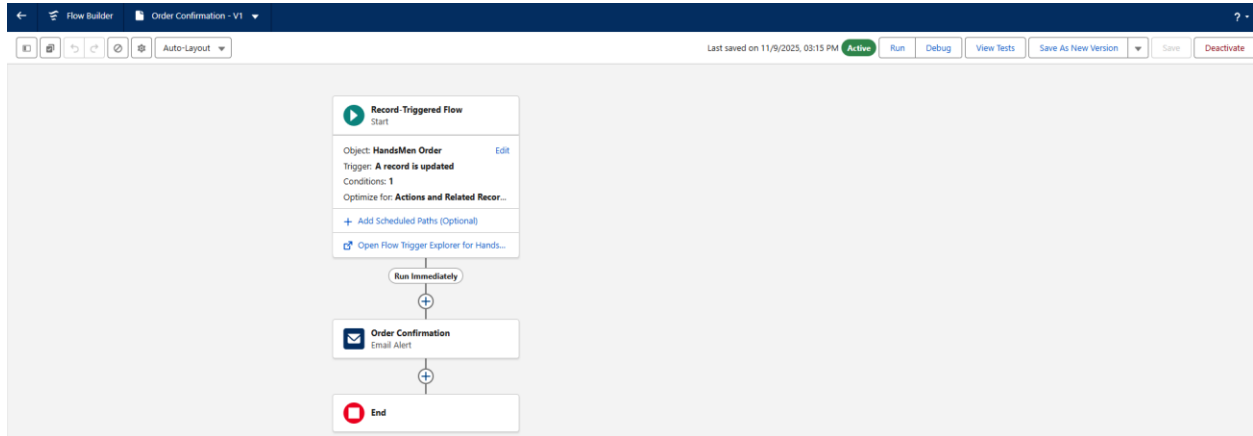 Flow Builder
Order Confirmation - V1
?
Auto-Layout
Last saved on 11/9/2025, 03:15 PM
Active
Run
Debug
View Tests
Save As New Version
Save
Deactivate
Record-Triggered Flow
Start
Object: HandsMen Order
Edit
Trigger: A record is updated
Conditions: 1
Optimize for: Actions and Related Recor...
+ Add Scheduled Paths (Optional)
Open Flow Trigger Explorer for Hands...
Run Immediately
Order Confirmation
Email Alert
End